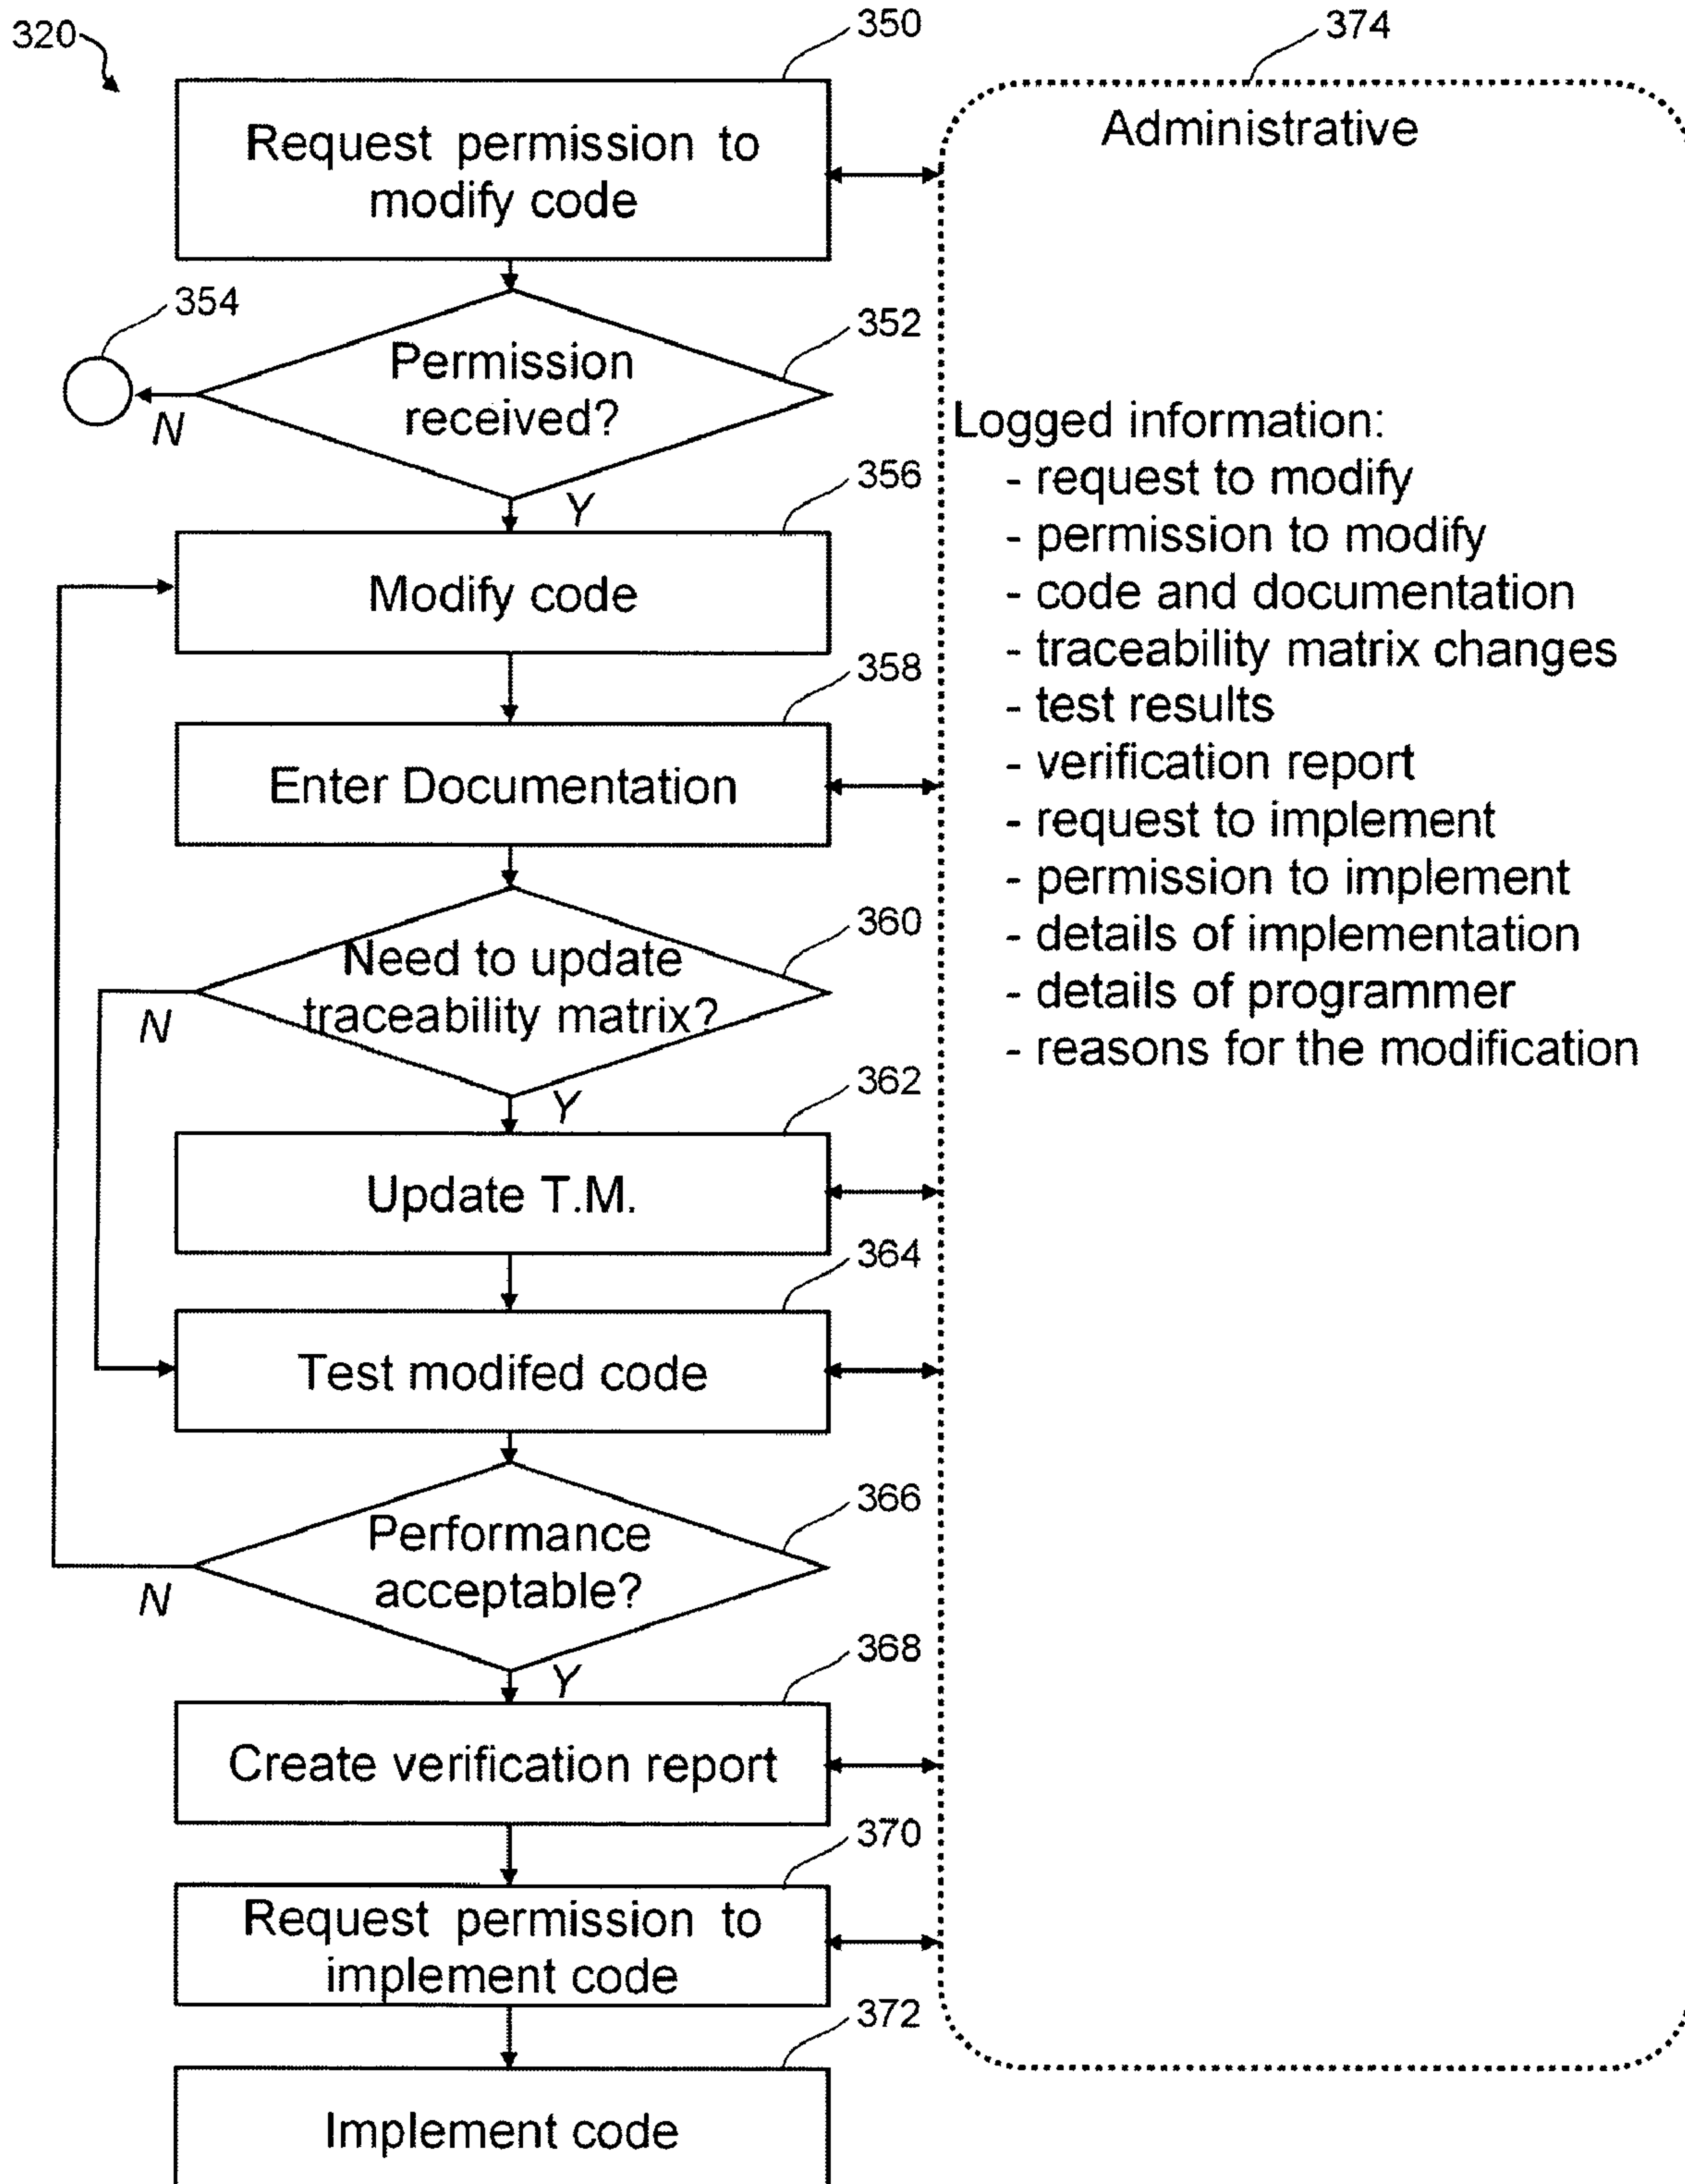 320
350
374
Request permission to
modify code
Administrative
354
352
Permission
received?
N
Y
Logged information:
- request to modify
- permission to modify
- code and documentation
- traceability matrix changes
- test results
- verification report
- request to implement
- permission to implement
- details of implementation
- details of programmer
- reasons for the modification
356
Modify code
358
Enter Documentation
360
Need to update
traceability matrix?
N
Y
362
Update T.M.
364
Test modifed code
366
Performance
acceptable?
N
Y
368
Create verification report
370
Request permission to
implement code
372
Implement code